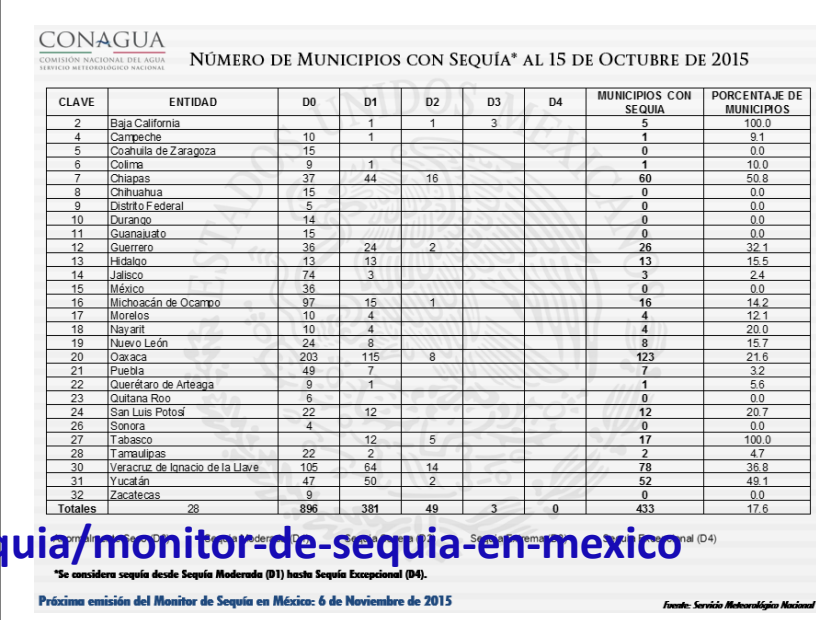 CONAGUA
COMISIÓN NACIONAL DEL AGUA
SERVICIO METEOROLÓGICO NACIONAL
NÚMERO DE MUNICIPIOS CON SEQUÍA* AL 15 DE OCTUBRE DE 2015
CLAVE ENTIDAD D0 D1 D2 D3 D4 MUNICIPIOS CON SEQUIA PORCENTAJE DE MUNICIPIOS
2 Baja California 1 1 3 5 100.0
4 Campeche 10 1 1 9.1
5 Coahuila de Zaragoza 15 0 0.0
6 Colima 9 1 1 10.0
7 Chiapas 37 44 16 60 50.8
8 Chihuahua 15 0 0.0
9 Distrito Federal 5 0 0.0
10 Durango 14 0 0.0
11 Guanajuato 15 0 0.0
12 Guerrero 36 24 2 26 32.1
13 Hidalgo 13 13 13 15.5
14 Jalisco 74 3 3 2.4
15 México 36 0 0.0
16 Michoacán de Ocampo 97 15 1 16 14.2
17 Morelos 10 4 4 12.1
18 Nayarit 10 4 4 20.0
19 Nuevo León 24 8 8 15.7
20 Oaxaca 203 115 8 123 21.6
21 Puebla 49 7 7 3.2
22 Querétaro de Arteaga 9 1 1 5.6
23 Quitana Roo 6 0 0.0
24 San Luis Potosí 22 12 12 20.7
26 Sonora 4 0 0.0
27 Tabasco 12 5 17 100.0
28 Tamaulipas 22 2 2 4.7
30 Veracruz de Ignacio de la Llave 105 64 14 78 36.8
31 Yucatán 47 50 2 52 49.1
32 Zacatecas 9 0 0.0
Totales 28 896 381 49 3 0 433 17.6
ESTADOS UNIDOS MEXICANOS
quia/monitor-de-sequia-en-mexico
(D4)
*Se considera sequía desde Sequía Moderada (D1) hasta Sequía Excepcional (D4).
Próxima emisión del Monitor de Sequía en México: 6 de Noviembre de 2015
Fuente: Servicio Meteorológico Nacional